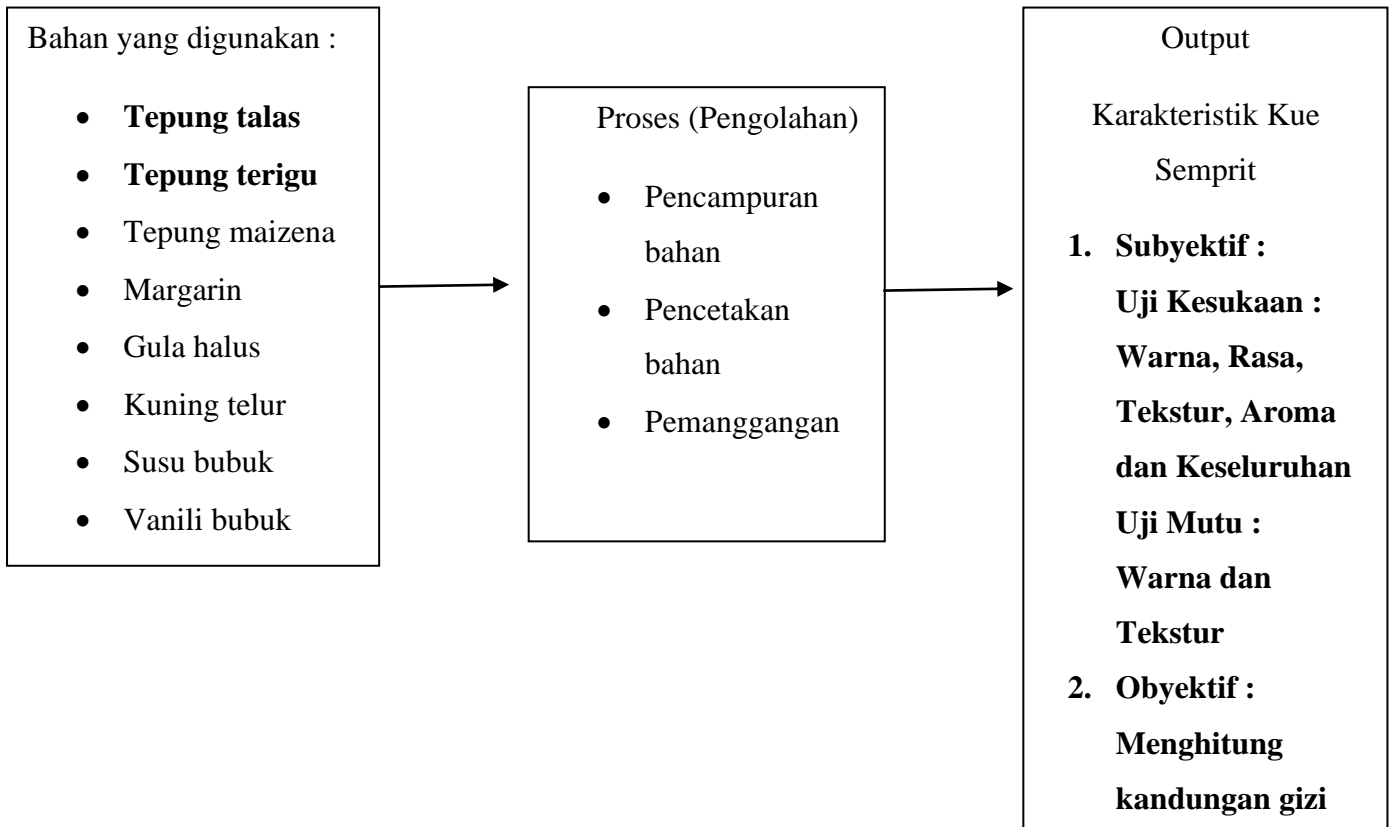 Bahan yang digunakan :
• Tepung talas
• Tepung terigu
• Tepung maizena
• Margarin
• Gula halus
• Kuning telur
• Susu bubuk
• Vanili bubuk
Proses (Pengolahan)
• Pencampuran
bahan
• Pencetakan
bahan
• Pemanggangan
Output
Karakteristik Kue
Semprit
1. Subyektif :
Uji Kesukaan :
Warna, Rasa,
Tekstur, Aroma
dan Keseluruhan
Uji Mutu :
Warna dan
Tekstur
2. Obyektif :
Menghitung
kandungan gizi